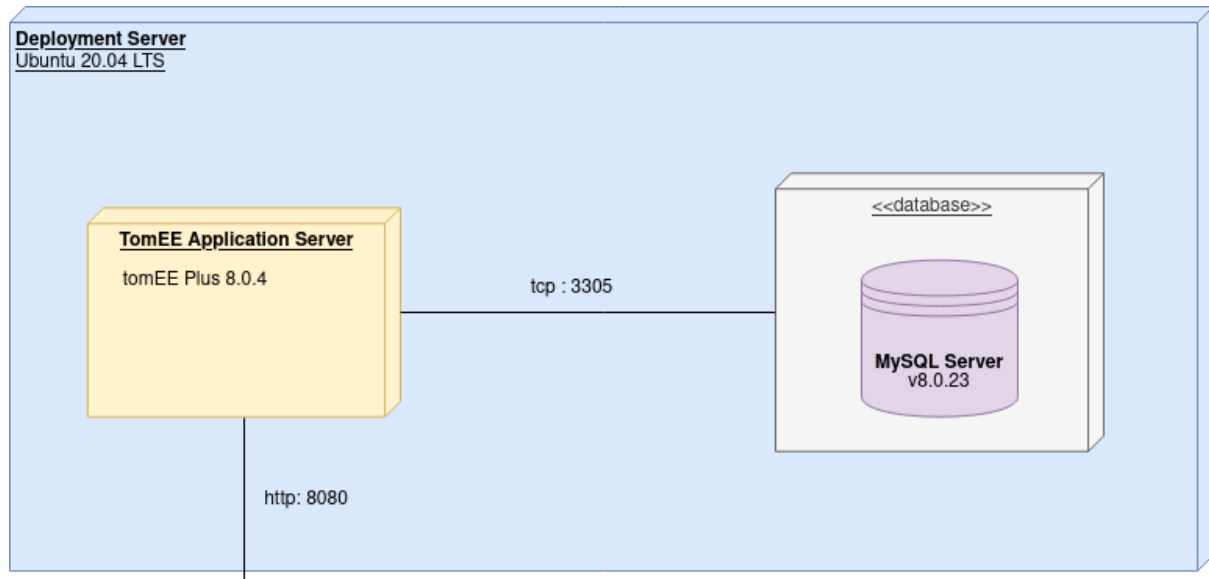 Deployment Server
Ubuntu 20.04 LTS
<<database>>
TomEE Application Server
tomEE Plus 8.0.4
tcp : 3305
MySQL Server
v8.0.23
http: 8080